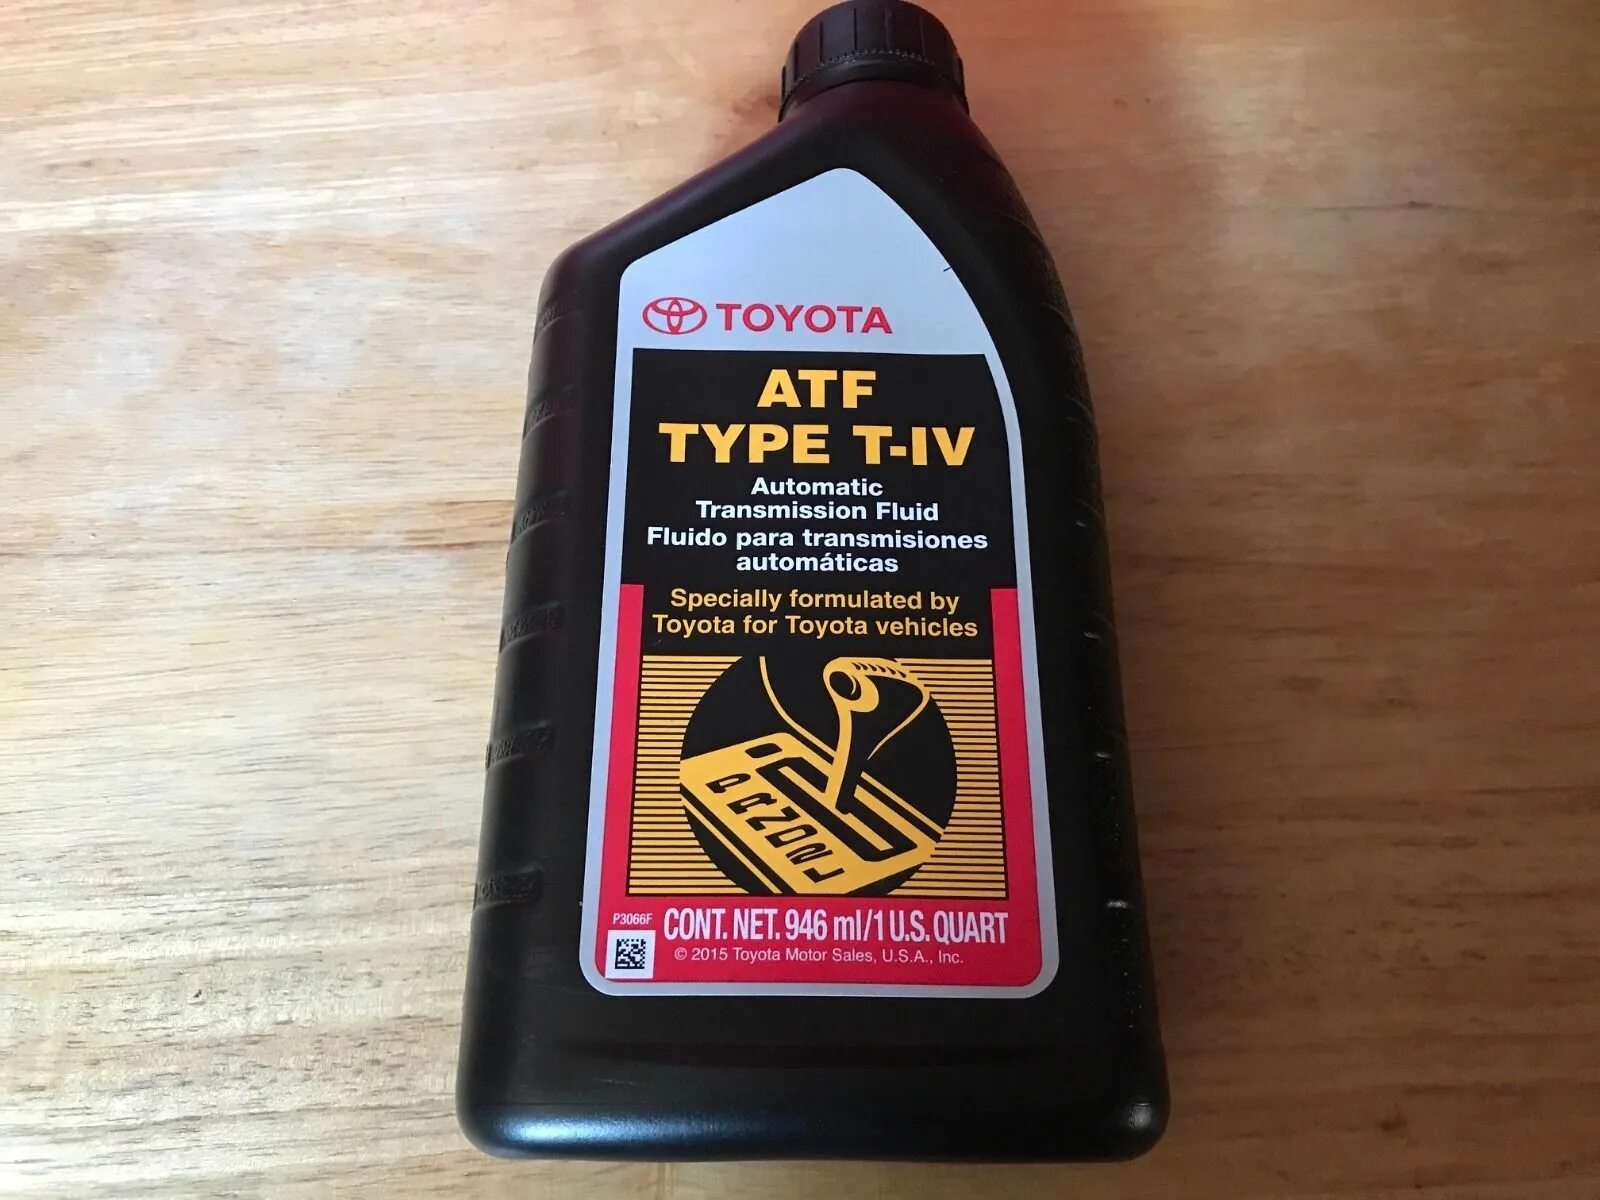 TOYOTA
ATF
TYPE T-IV
Automatic
Transmission Fluid
Fluido para transmisiones
automáticas
Specially formulated by
Toyota for Toyota vehicles
P R N D 2 L
P3066F
CONT. NET. 946 ml/1 U.S. QUART
© 2015 Toyota Motor Sales, U.S.A., Inc.